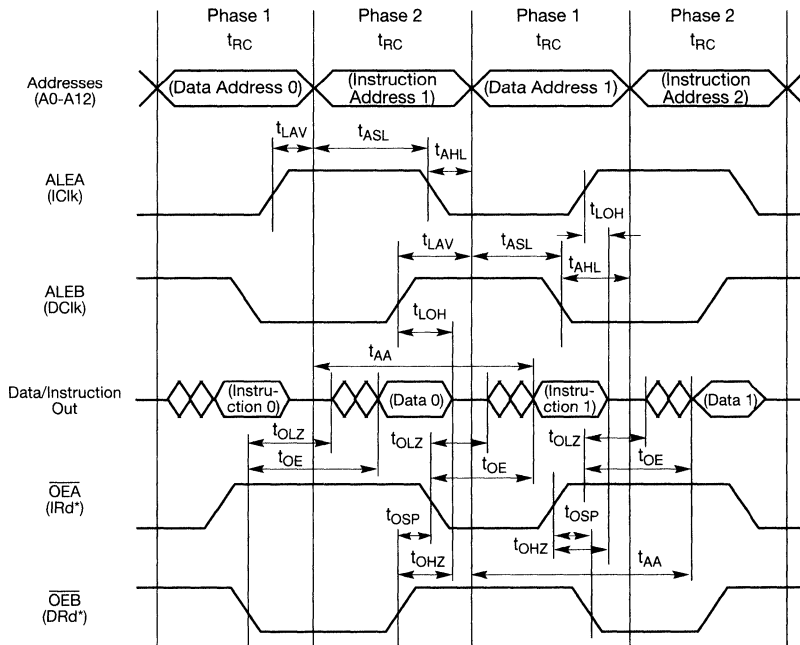 Phase 1 Phase 2 Phase 1 Phase 2
tRC tRC tRC tRC
Addresses
(A0-A12)
(Data Address 0)
(Instruction
Address 1)
(Data Address 1)
(Instruction
Address 2)
tLAV tASL tAHL
ALEA
(IClk)
tLOH
tLAV tASL tAHL
ALEB
(DClk)
tLOH
tAA
Data/Instruction
Out
(Instru-
ction 0)
(Data 0)
(Instru-
ction 1)
(Data 1)
tOLZ tOLZ tOLZ
tOE tOE tOE
OEA
(IRd*)
tOSP tOSP
tOHZ tOHZ tAA
OEB
(DRd*)